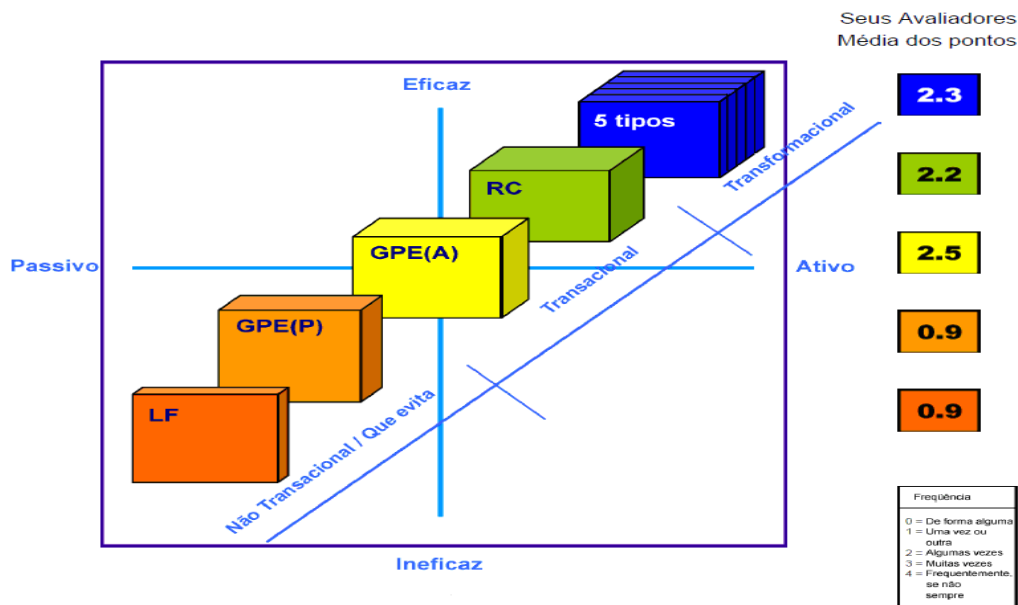 Seus Avaliadores
Média dos pontos
Eficaz
5 tipos
2.3
Transformacional
RC
2.2
GPE(A)
2.5
Passivo
Ativo
Transacional
GPE(P)
0.9
LF
0.9
Não Transacional / Que evita
Ineficaz
Freqüência
0 = De forma alguma
1 = Uma vez ou
outra
2 = Algumas vezes
3 = Muitas vezes
4 = Frequentemente,
se não
sempre